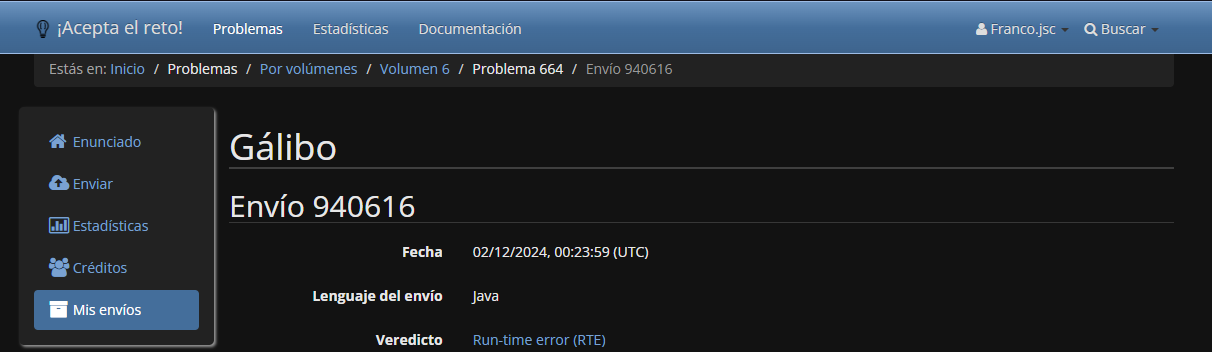 ¡Acepta el reto! Problemas Estadísticas Documentación Franco.jsc Buscar
Estás en: Inicio / Problemas / Por volúmenes / Volumen 6 / Problema 664 / Envío 940616
Enunciado
Enviar
Estadísticas
Créditos
Mis envíos
Gálibo
Envío 940616
Fecha 02/12/2024, 00:23:59 (UTC)
Lenguaje del envío Java
Veredicto Run-time error (RTE)